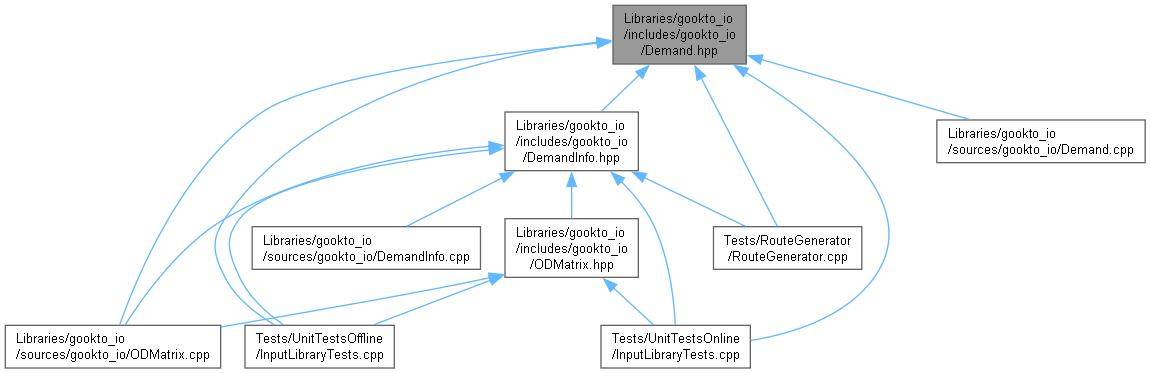 Libraries/gookto_io
/includes/gookto_io
/Demand.hpp
Libraries/gookto_io
/includes/gookto_io
/DemandInfo.hpp
Libraries/gookto_io
/sources/gookto_io/Demand.cpp
Libraries/gookto_io
/sources/gookto_io/DemandInfo.cpp
Libraries/gookto_io
/includes/gookto_io
/ODMatrix.hpp
Tests/RouteGenerator
/RouteGenerator.cpp
Libraries/gookto_io
/sources/gookto_io/ODMatrix.cpp
Tests/UnitTestsOffline
/InputLibraryTests.cpp
Tests/UnitTestsOnline
/InputLibraryTests.cpp